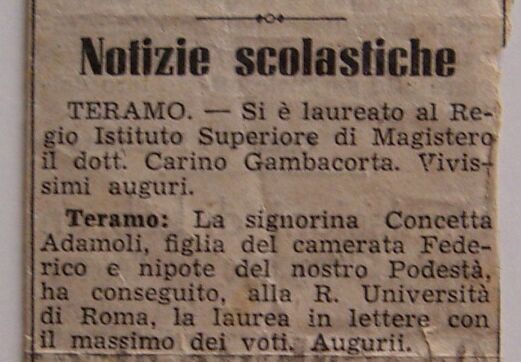 Notizie scolastiche
TERAMO. — Si è laureato al Re-
gio Istituto Superiore di Magistero
il dott. Carino Gambacorta. Vivis-
simi auguri.
Teramo: La signorina Concetta
Adamoli, figlia del camerata Fede-
rico e nipote del nostro Podestà,
ha conseguito, alla R. Università
di Roma, la laurea in lettere con
il massimo dei voti. Augurii.